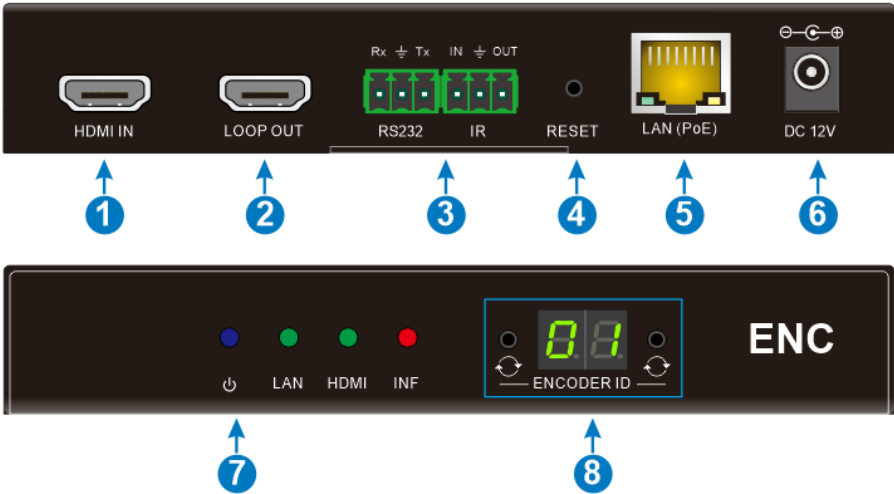 Rx ⏚ Tx IN ⏚ OUT
⊖-C-⊕
HDMI IN LOOP OUT RS232 IR RESET LAN (PoE) DC 12V
1 2 3 4 5 6
01
ENC
⏻ LAN HDMI INF ENCODER ID
7 8